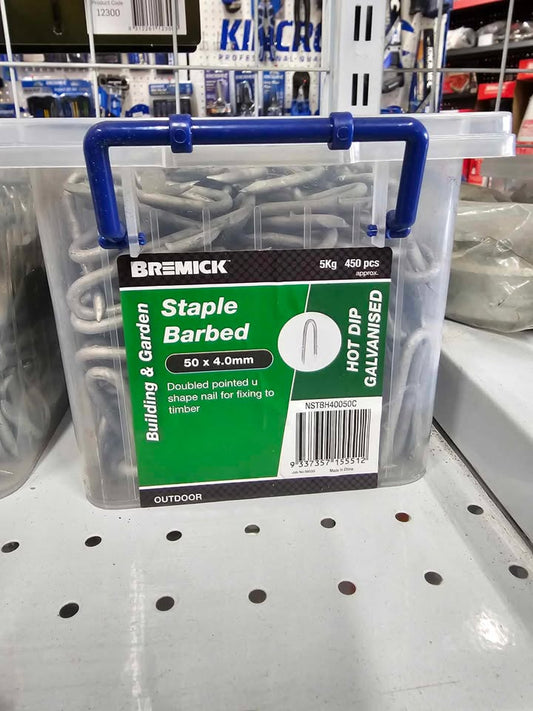 Product Code
12300
KINCRO
PROFESSIONAL
BREMICK
5Kg 450 pcs
approx.
Building & Garden
Staple
Barbed
50 x 4.0mm
Doubled pointed u
shape nail for fixing to
timber
HOT DIP
GALVANISED
NSTBH40050C
9 337357 155512
Made in China
OUTDOOR